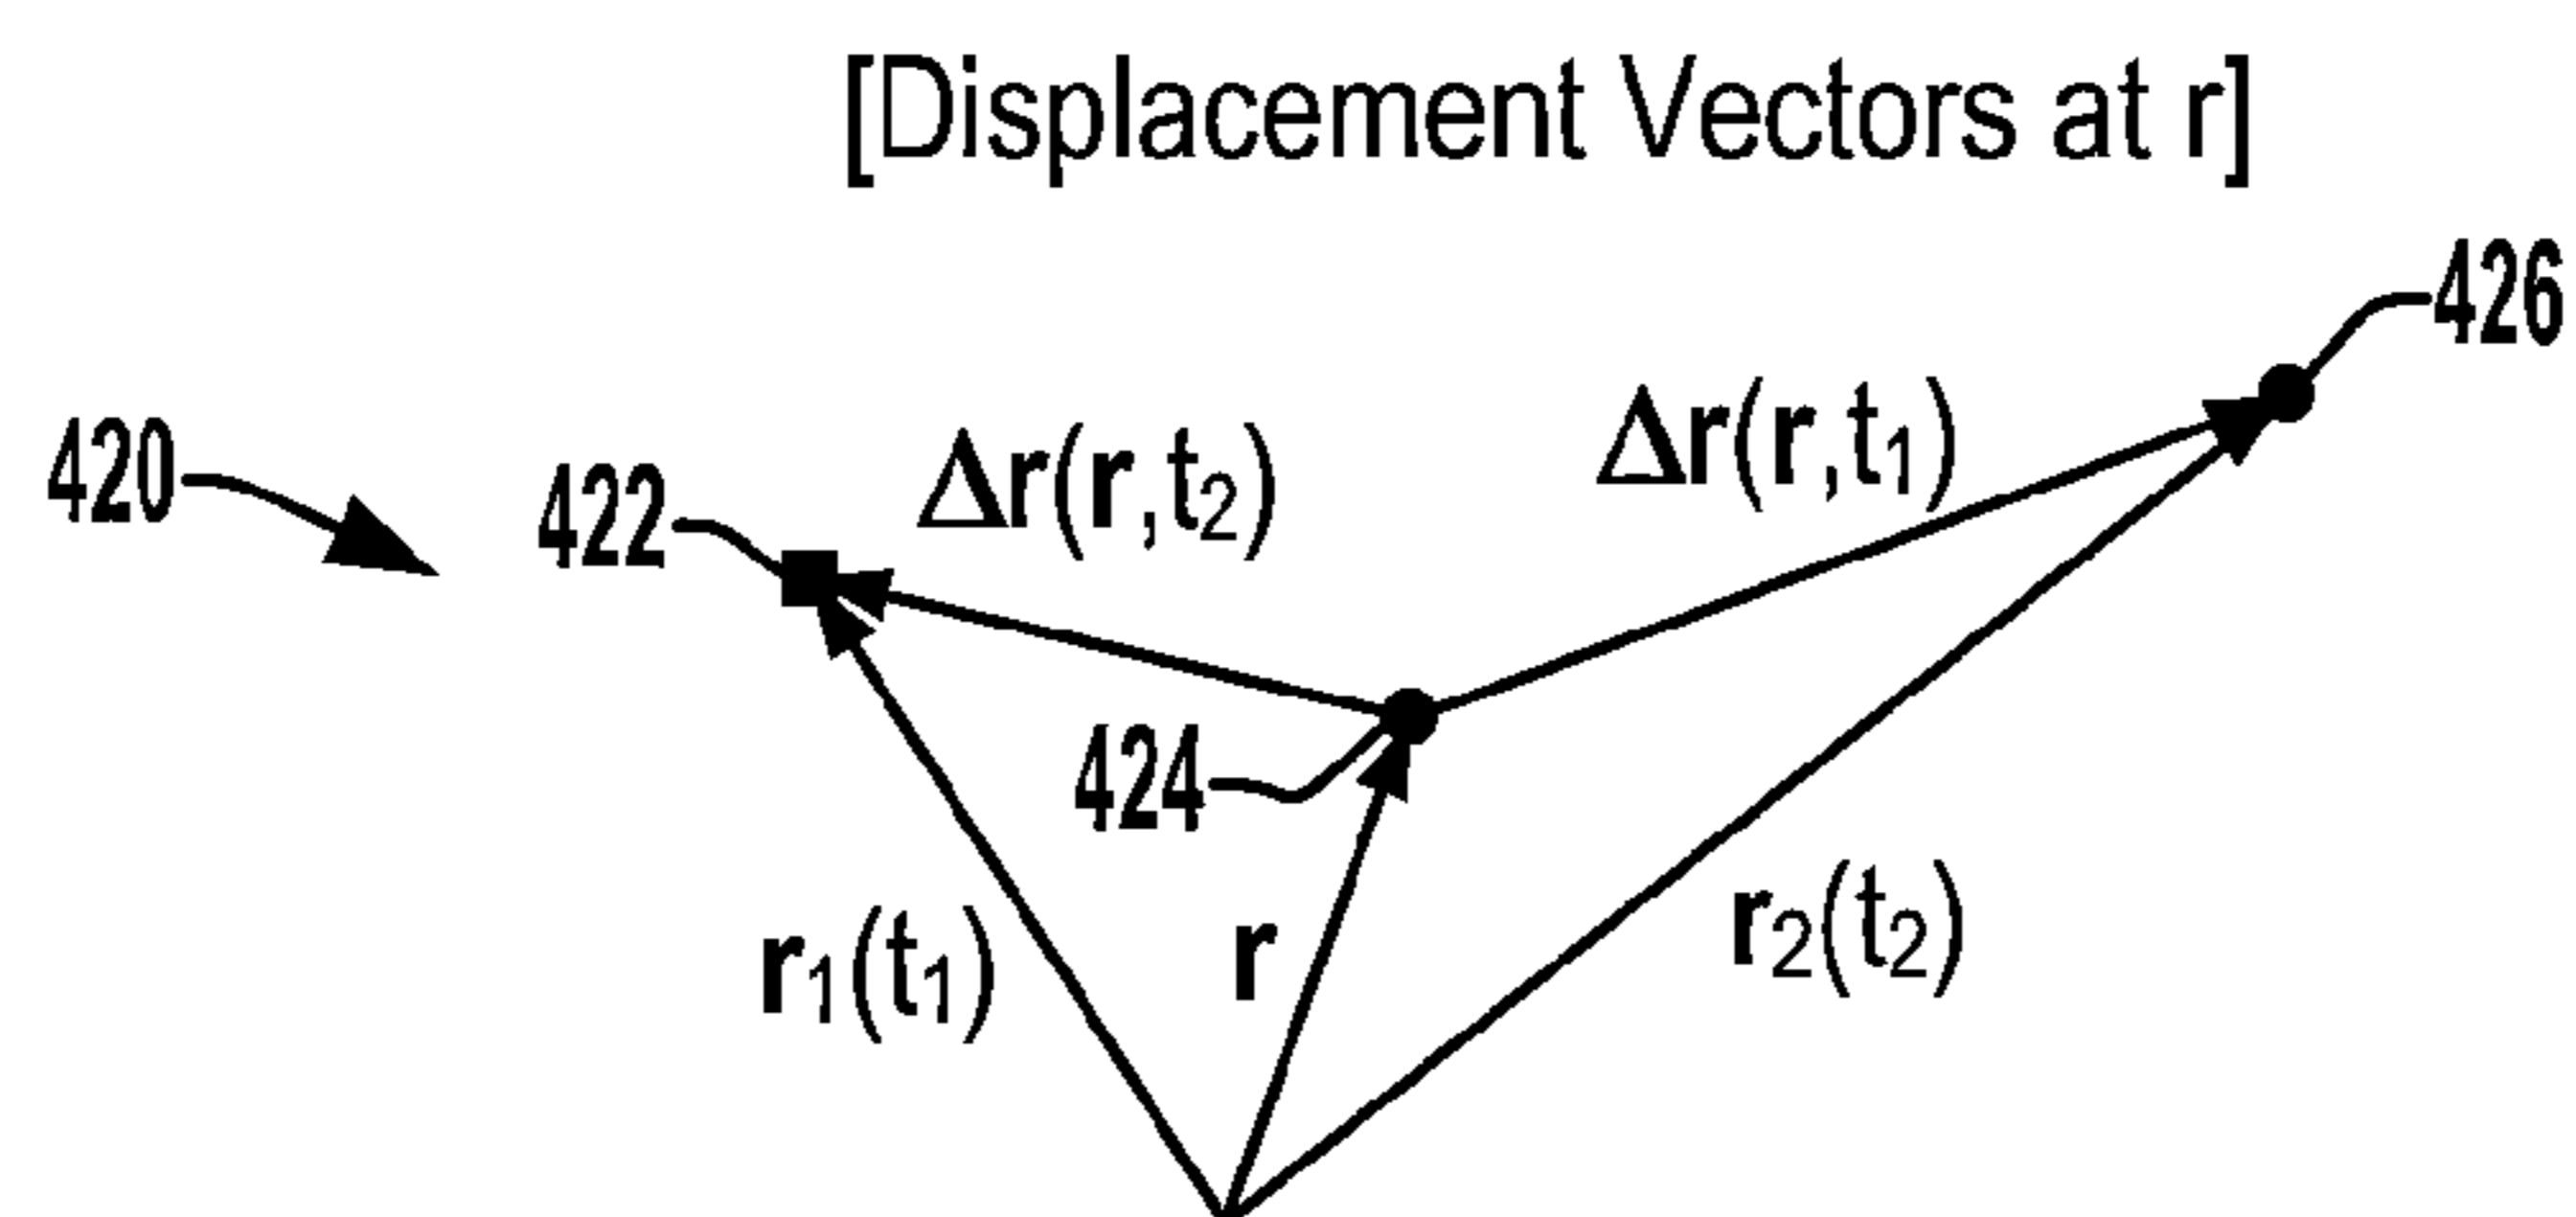 [Displacement Vectors at r]
426
Δr(r,t₁)
420
422
Δr(r,t₂)
424
r₁(t₁)
r
r₂(t₂)